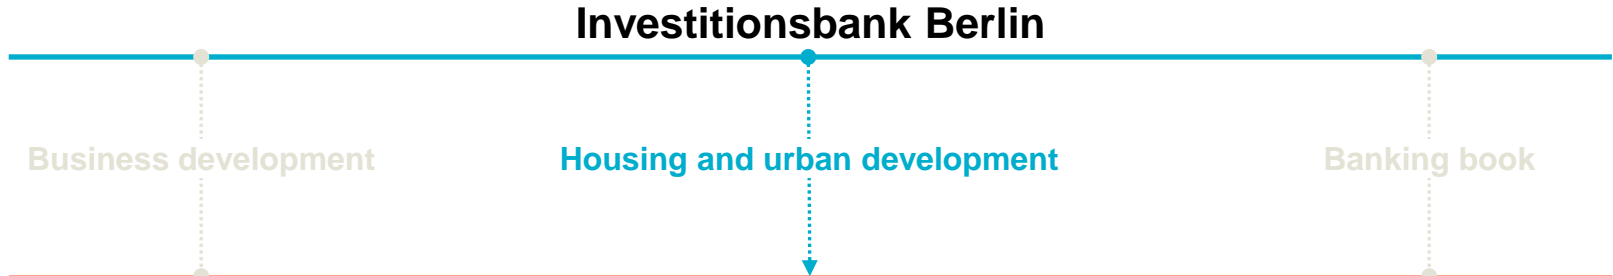 Investitionsbank Berlin
Business development
Housing and urban development
Banking book